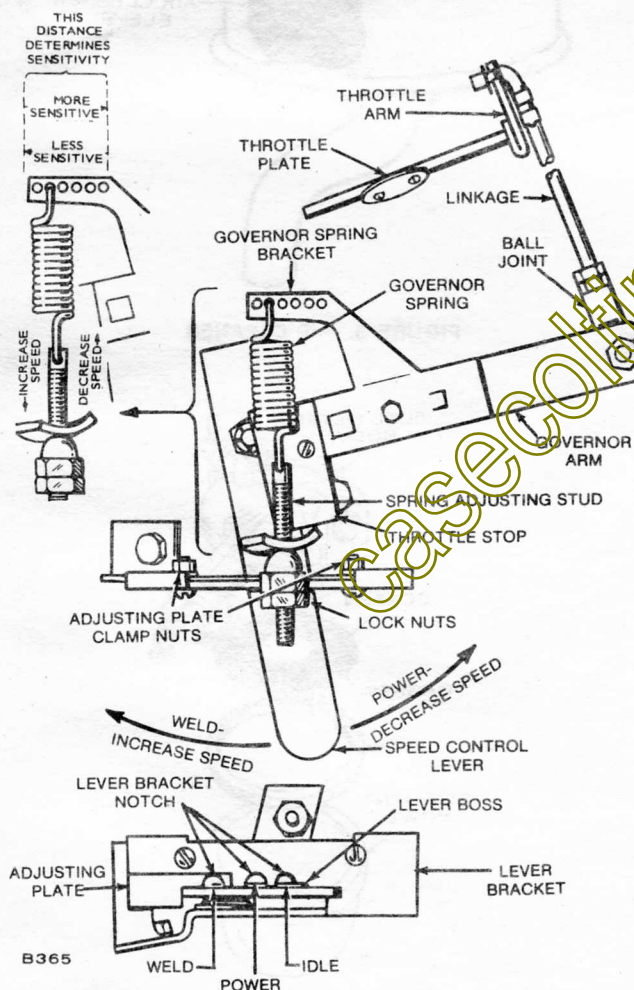 THIS
DISTANCE
DETERMINES
SENSITIVITY
MORE
SENSITIVE
LESS
SENSITIVE
INCREASE
SPEED
DECREASE
SPEED
THROTTLE
ARM
THROTTLE
PLATE
LINKAGE
GOVERNOR SPRING
BRACKET
BALL
JOINT
GOVERNOR
SPRING
GOVERNOR
ARM
SPRING ADJUSTING STUD
THROTTLE STOP
ADJUSTING PLATE
CLAMP NUTS
LOCK NUTS
POWER-
DECREASE SPEED
WELD-
INCREASE SPEED
SPEED CONTROL
LEVER
LEVER BRACKET
NOTCH
LEVER BOSS
ADJUSTING
PLATE
LEVER
BRACKET
WELD
IDLE
POWER
B365
casecoltin